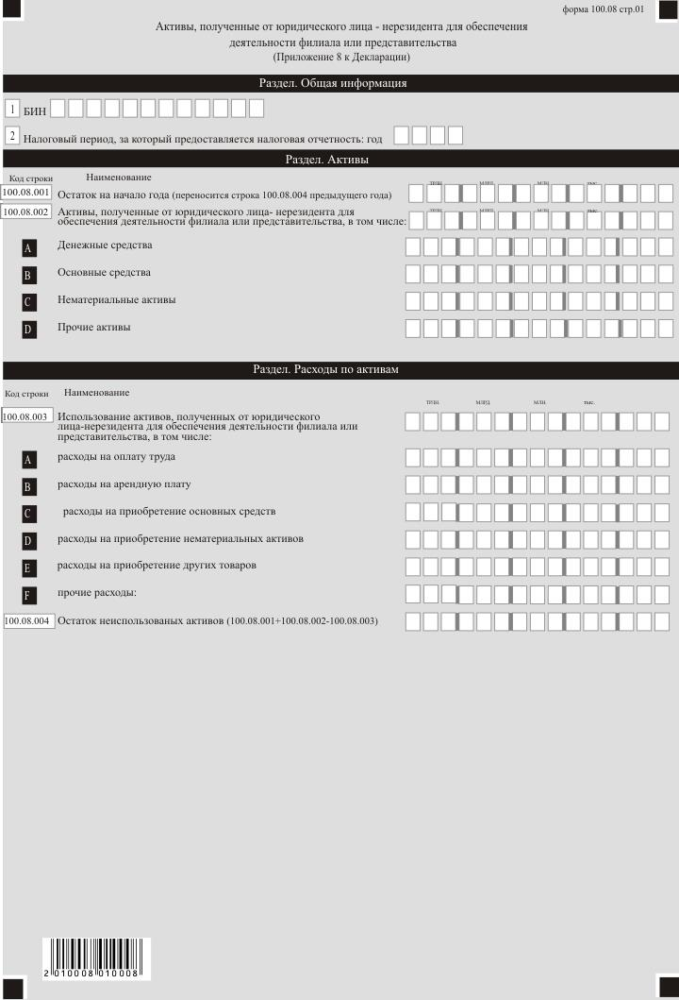 форма 100.08 стр.01
Активы, полученные от юридического лица - нерезидента для обеспечения
деятельности филиала или представительства
(Приложение 8 к Декларации)
Раздел. Общая информация
1 БИН
2 Налоговый период, за который предоставляется налоговая отчетность: год
Раздел. Активы
Код строки Наименование
трлн. млрд. млн. тыс.
100.08.001 Остаток на начало года (переносится строка 100.08.004 предыдущего года)
трлн. млрд. млн. тыс.
100.08.002 Активы, полученные от юридического лица- нерезидента для
обеспечения деятельности филиала или представительства, в том числе:
A Денежные средства
B Основные средства
C Нематериальные активы
D Прочие активы
Раздел. Расходы по активам
Код строки Наименование
трлн. млрд. млн. тыс.
100.08.003 Использование активов, полученных от юридического
лица-нерезидента для обеспечения деятельности филиала или
представительства, в том числе:
A расходы на оплату труда
B расходы на арендную плату
C расходы на приобретение основных средств
D расходы на приобретение нематериальных активов
E расходы на приобретение других товаров
F прочие расходы:
100.08.004 Остаток неиспользованых активов (100.08.001+100.08.002-100.08.003)
2 010008 010008